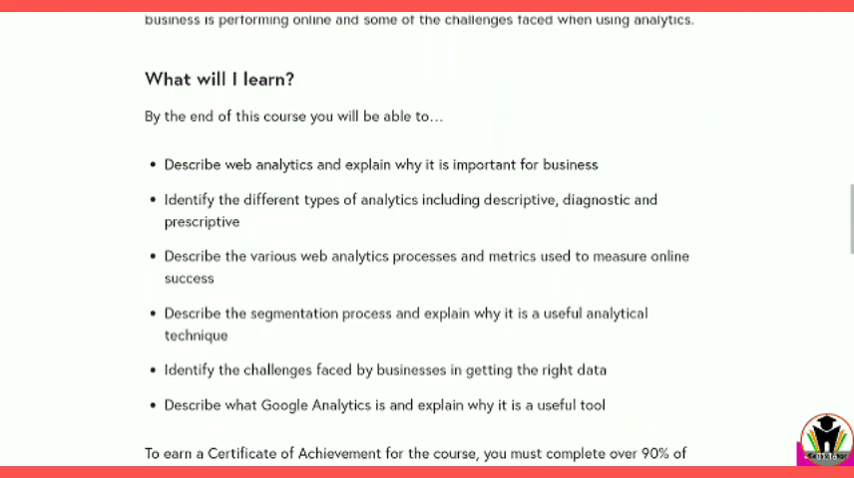 business is performing online and some of the challenges faced when using analytics.
What will I learn?
By the end of this course you will be able to…
• Describe web analytics and explain why it is important for business
• Identify the different types of analytics including descriptive, diagnostic and
prescriptive
• Describe the various web analytics processes and metrics used to measure online
success
• Describe the segmentation process and explain why it is a useful analytical
technique
• Identify the challenges faced by businesses in getting the right data
• Describe what Google Analytics is and explain why it is a useful tool
To earn a Certificate of Achievement for the course, you must complete over 90% of